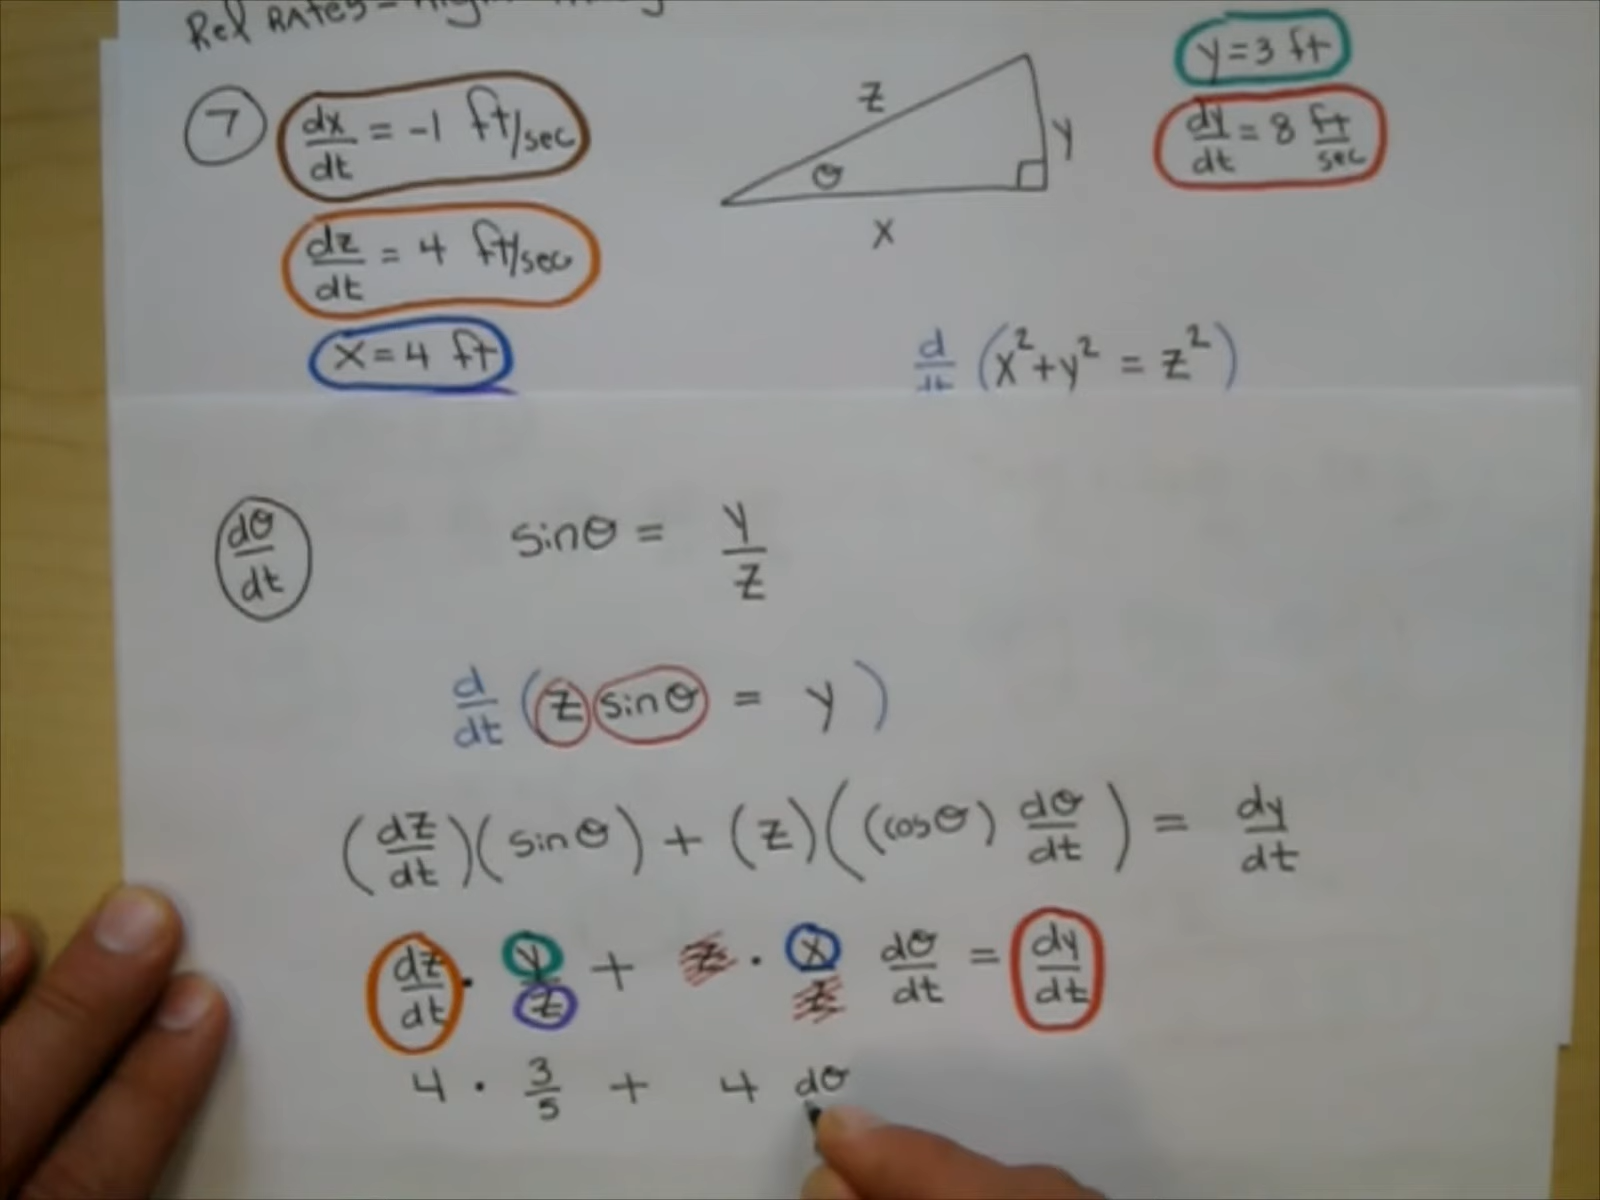 Rel RAtes -
7
dx/dt = -1 ft/sec
dz/dt = 4 ft/sec
x = 4 ft
z
y
θ
x
y = 3 ft
dy/dt = 8 ft/sec
d/dt (x² + y² = z²)
dθ/dt
sinθ = y/z
d/dt (z sinθ = y)
(dz/dt)(sinθ) + (z)((cosθ) dθ/dt) = dy/dt
dz/dt · y/z + z · x/z dθ/dt = dy/dt
4 · 3/5 + 4 dθ